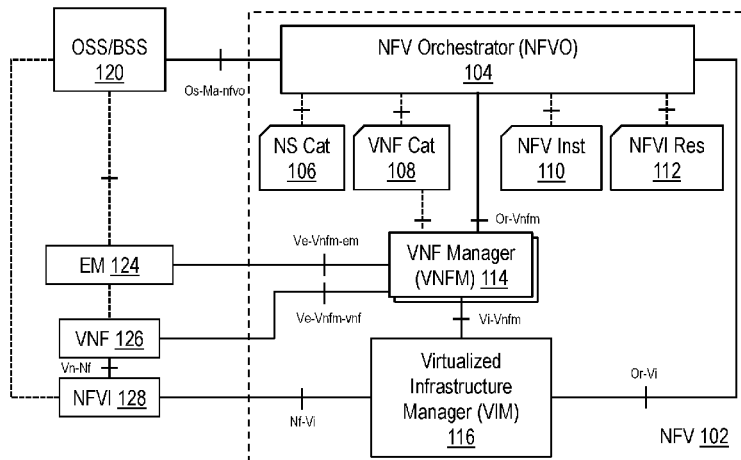 OSS/BSS
120
Os-Ma-nfvo
NFV Orchestrator (NFVO)
104
NS Cat
106
VNF Cat
108
NFV Inst
110
NFVI Res
112
Or-Vnfm
Ve-Vnfm-em
EM 124
VNF Manager
(VNFM) 114
Ve-Vnfm-vnf
Vi-Vnfm
VNF 126
Vn-Nf
NFVI 128
Nf-Vi
Virtualized
Infrastructure
Manager (VIM)
116
Or-Vi
NFV 102